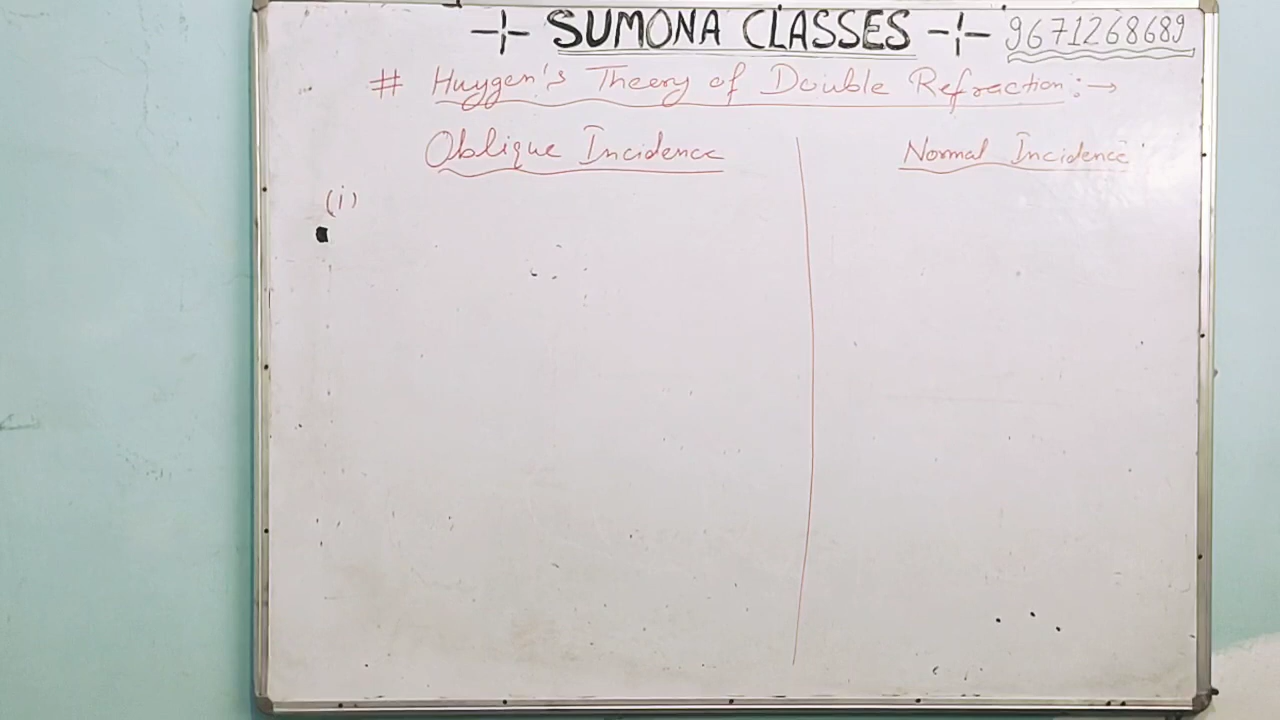 SUMONA CLASSES 9671268689
# Huygen's Theory of Double Refraction :→
Oblique Incidence
Normal Incidence
(i)